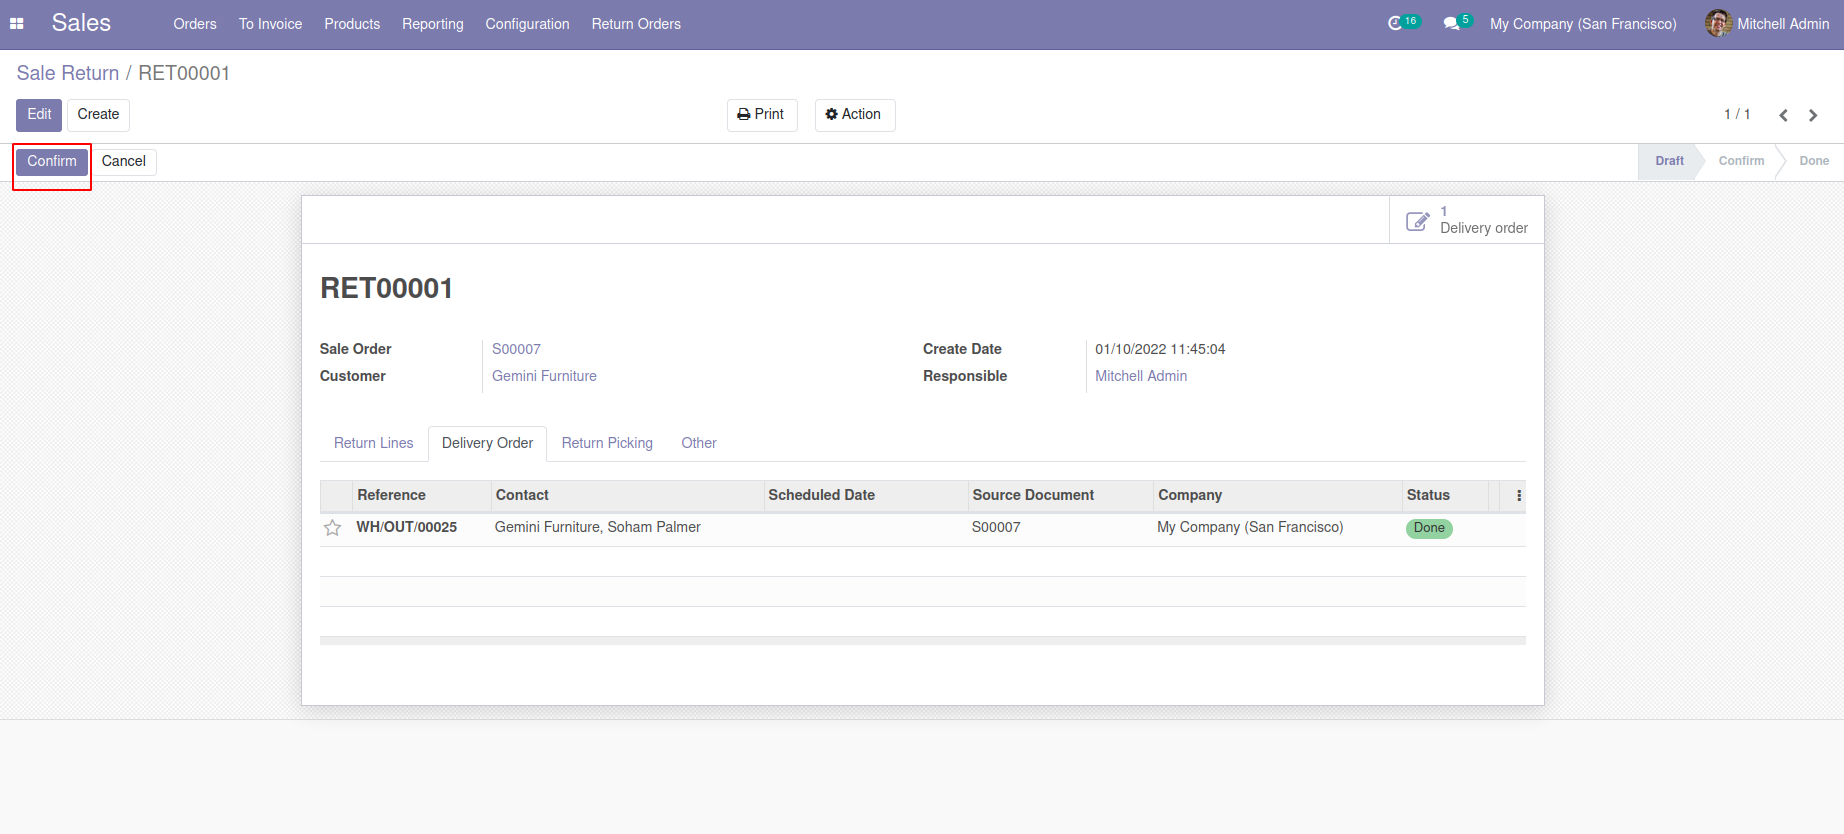 Sales Orders To Invoice Products Reporting Configuration Return Orders 16 5 My Company (San Francisco) Mitchell Admin
Sale Return / RET00001
Edit Create Print Action 1 / 1
Confirm Cancel Draft Confirm Done
1
Delivery order
RET00001
Sale Order S00007 Create Date 01/10/2022 11:45:04
Customer Gemini Furniture Responsible Mitchell Admin
Return Lines Delivery Order Return Picking Other
Reference Contact Scheduled Date Source Document Company Status
WH/OUT/00025 Gemini Furniture, Soham Palmer S00007 My Company (San Francisco) Done